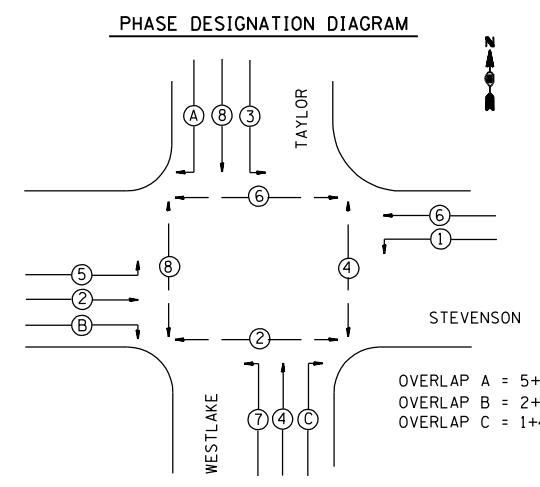 PHASE DESIGNATION DIAGRAM
N
TAYLOR
A 8 3
6
6
1
8
4
5
2
B
STEVENSON
2
OVERLAP A = 5+
OVERLAP B = 2+
OVERLAP C = 1+
7 4 C
WESTLAKE